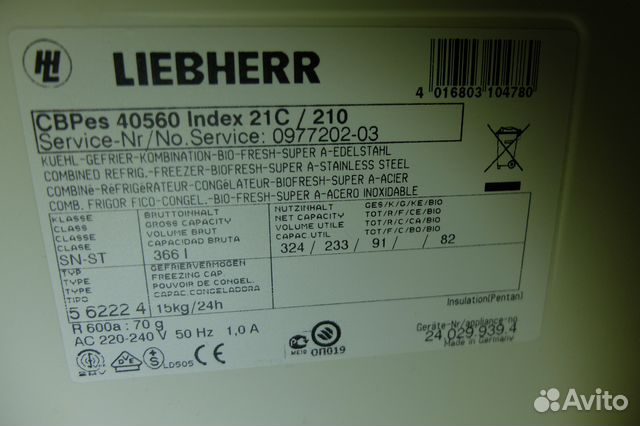 LIEBHERR
4 016803 104780
CBPes 40560 Index 21C / 210
Service-Nr/No.Service: 0977202-03
KUEHL-GEFRIER-KOMBINATION-BIO-FRESH-SUPER A-EDELSTAHL
COMBINED REFRIG.-FREEZER-BIOFRESH-SUPER A-STAINLESS STEEL
COMBINÉ-RÉFRIGÉRATEUR-CONGÉLATEUR-BIOFRESH-SUPER A-ACIER
COMB. FRIGOR FICO-CONGEL.-BIO-FRESH-SUPER A-ACERO INOXIDABLE
KLASSE
CLASS
CLASSE
CLASE
SN-ST
BRUTTOINHALT
GROSS CAPACITY
VOLUME BRUT
CAPACIDAD BRUTA
366 l
NUTZINHALT
NET CAPACITY
VOLUME UTILE
CAPAC UTIL
GES/K/G/KE/BIO
TOT/R/F/CE/BIO
TOT/R/C/CA/BIO
TOT/F/C/BO/BIO
324 / 233 / 91 / / 82
TYP
TYPE
TYPE
TIPO
5 6222 4
GEFRIERVERMÖGEN
FREEZING CAP.
POUVOIR DE CONGEL.
CAPAC.CONGELADORA
15kg/24h
Insulation(Pentan)
R 600a: 70 g
AC 220-240 V 50 Hz 1,0 A
Geräte-Nr/appliance-no
24.029.939.4
Made in Germany
LD505
CE
ME10
ОП019
Avito